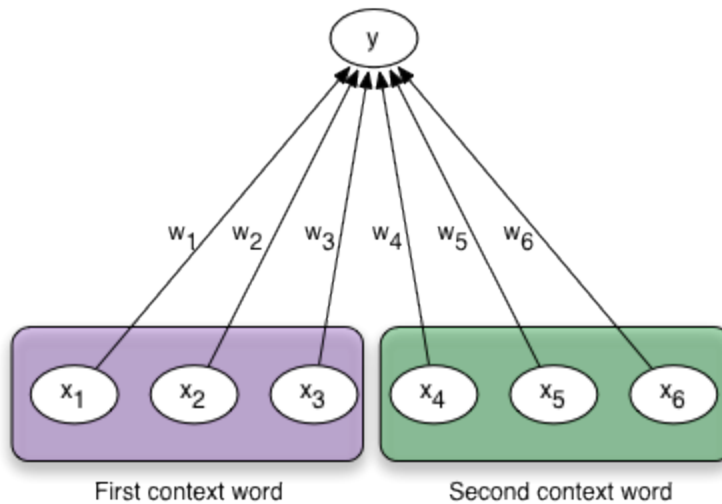 y
w1 w2 w3 w4 w5 w6
x1 x2 x3 x4 x5 x6
First context word Second context word